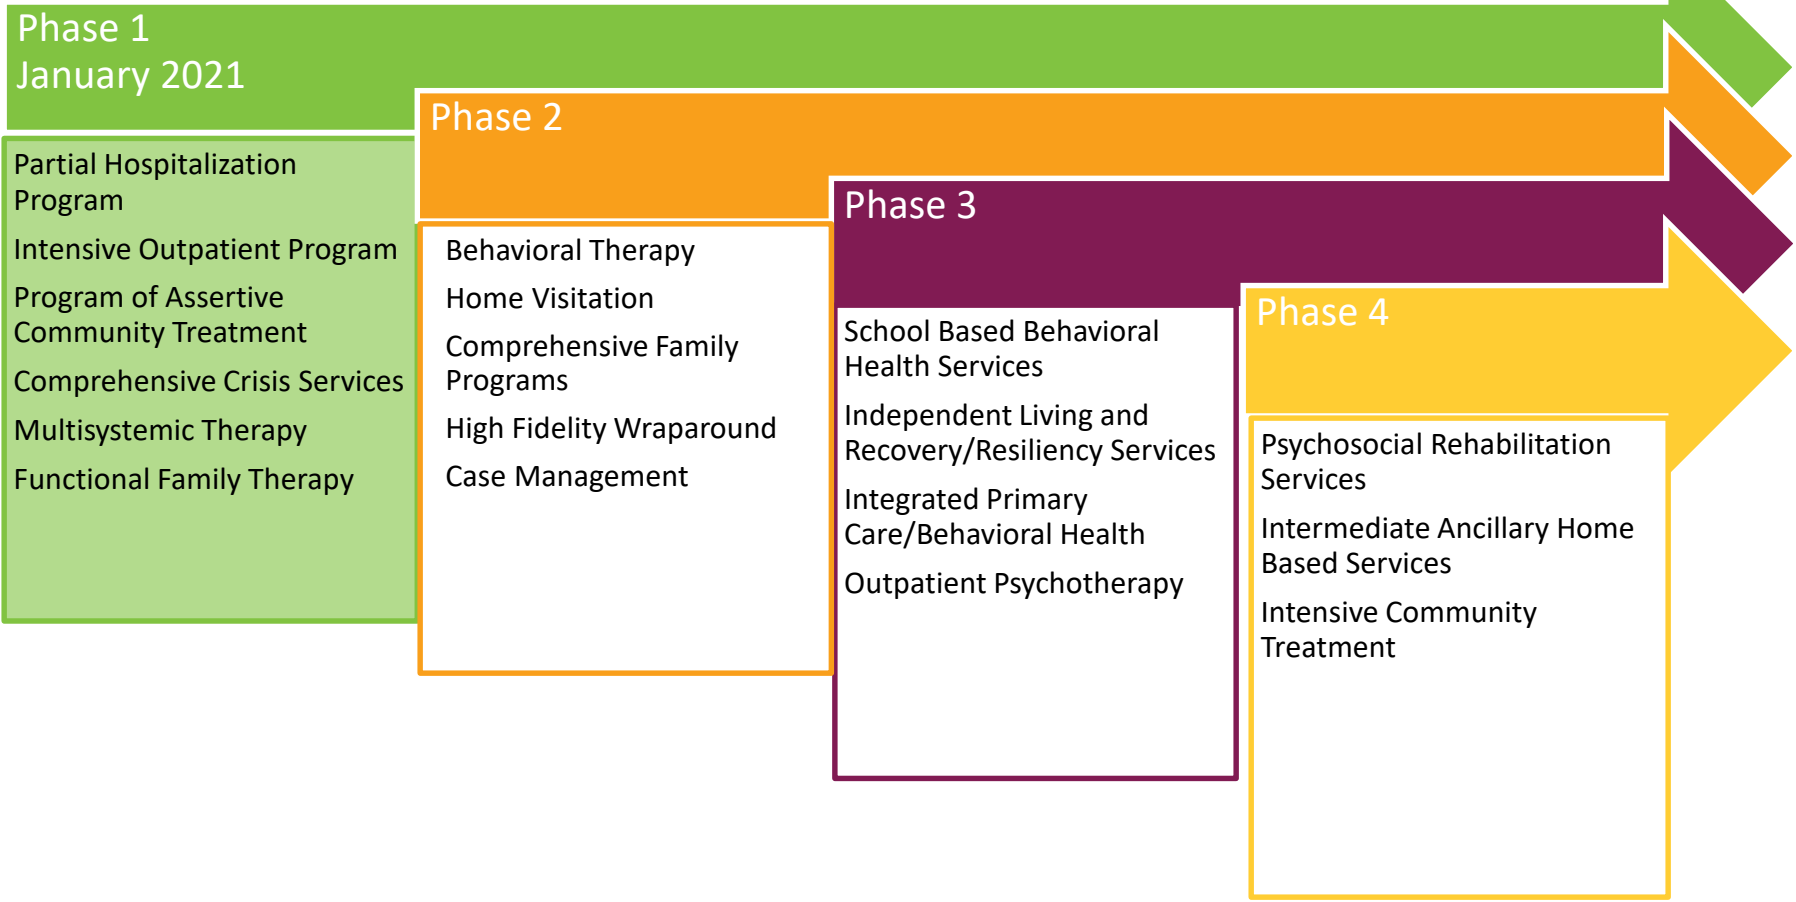 Phase 1
January 2021
Partial Hospitalization
Program
Intensive Outpatient Program
Program of Assertive
Community Treatment
Comprehensive Crisis Services
Multisystemic Therapy
Functional Family Therapy
Phase 2
Behavioral Therapy
Home Visitation
Comprehensive Family
Programs
High Fidelity Wraparound
Case Management
Phase 3
School Based Behavioral
Health Services
Independent Living and
Recovery/Resiliency Services
Integrated Primary
Care/Behavioral Health
Outpatient Psychotherapy
Phase 4
Psychosocial Rehabilitation
Services
Intermediate Ancillary Home
Based Services
Intensive Community
Treatment